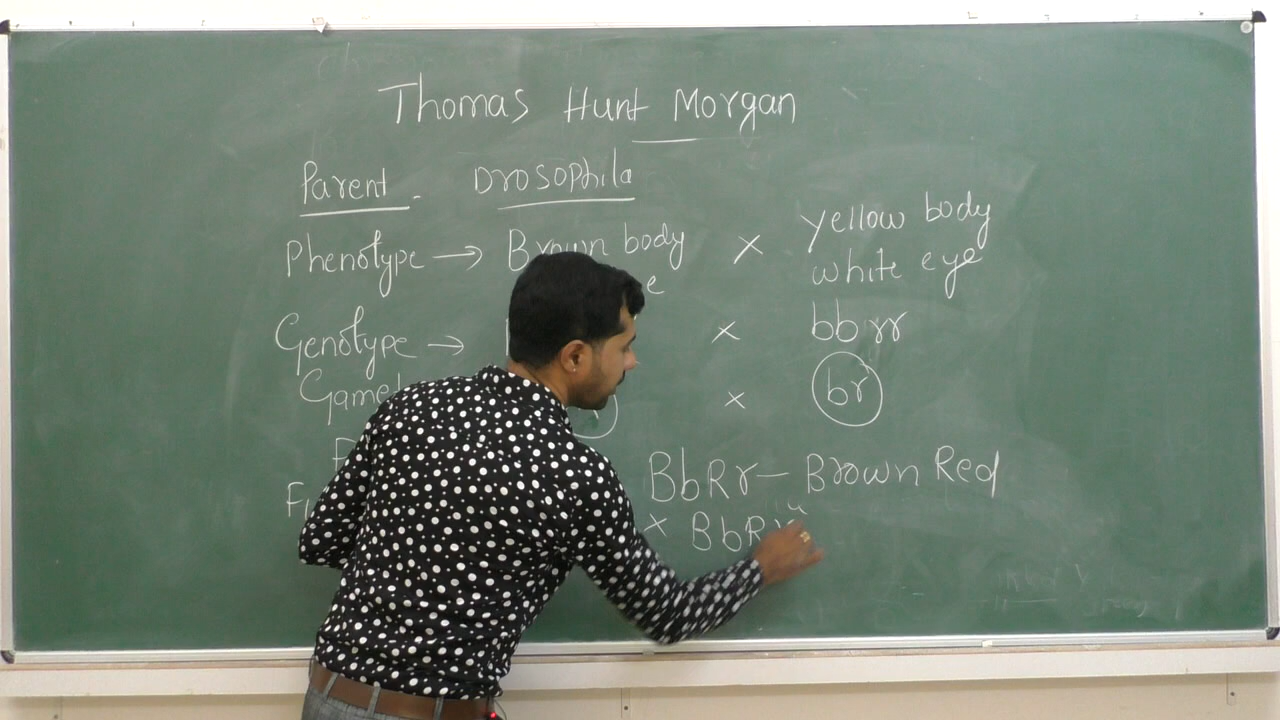 Thomas Hunt Morgan
Parent - Drosophila
Phenotype → Brown body × yellow body
white eye
Genotype → × bbrr
× br
BbRr - Brown Red
× BbR